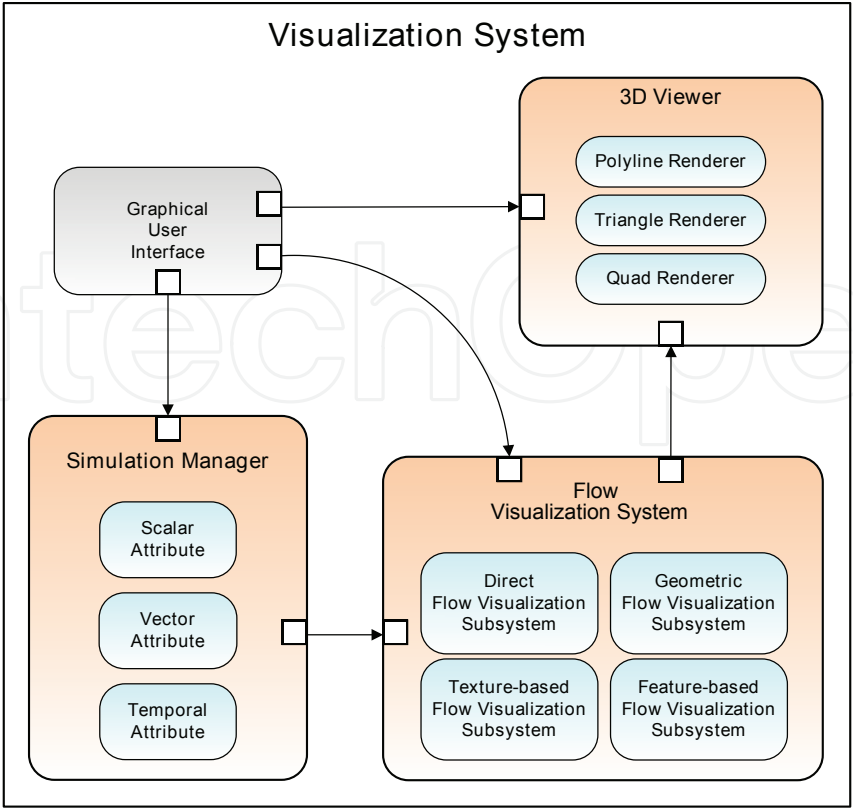 Visualization System
3D Viewer
Polyline Renderer
Triangle Renderer
Quad Renderer
Graphical
User
Interface
Simulation Manager
Scalar
Attribute
Vector
Attribute
Temporal
Attribute
Flow
Visualization System
Direct
Flow Visualization
Subsystem
Geometric
Flow Visualization
Subsystem
Texture-based
Flow Visualization
Subsystem
Feature-based
Flow Visualization
Subsystem
ntechOpe